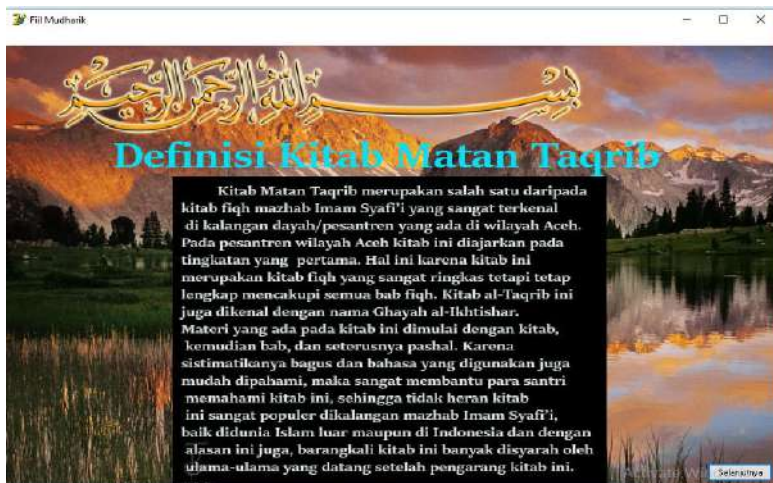 Fiil Mudharik
بِسْمِ اللهِ الرَّحْمنِ الرَّحِيْمِ
Definisi Kitab Matan Taqrib
Kitab Matan Taqrib merupakan salah satu daripada
kitab fiqh mazhab Imam Syafi'i yang sangat terkenal
di kalangan dayah/pesantren yang ada di wilayah Aceh.
Pada pesantren wilayah Aceh kitab ini diajarkan pada
tingkatan yang pertama. Hal ini karena kitab ini
merupakan kitab fiqh yang sangat ringkas tetapi tetap
lengkap mencakupi semua bab fiqh. Kitab al-Taqrib ini
juga dikenal dengan nama Ghayah al-Ikhtishar.
Materi yang ada pada kitab ini dimulai dengan kitab,
kemudian bab, dan seterusnya pashal. Karena
sistimatikanya bagus dan bahasa yang digunakan juga
mudah dipahami, maka sangat membantu para santri
memahami kitab ini, sehingga tidak heran kitab
ini sangat populer dikalangan mazhab Imam Syafi'i,
baik didunia Islam luar maupun di Indonesia dan dengan
alasan ini juga, barangkali kitab ini banyak disyarah oleh
ulama-ulama yang datang setelah pengarang kitab ini.
Selanjutnya